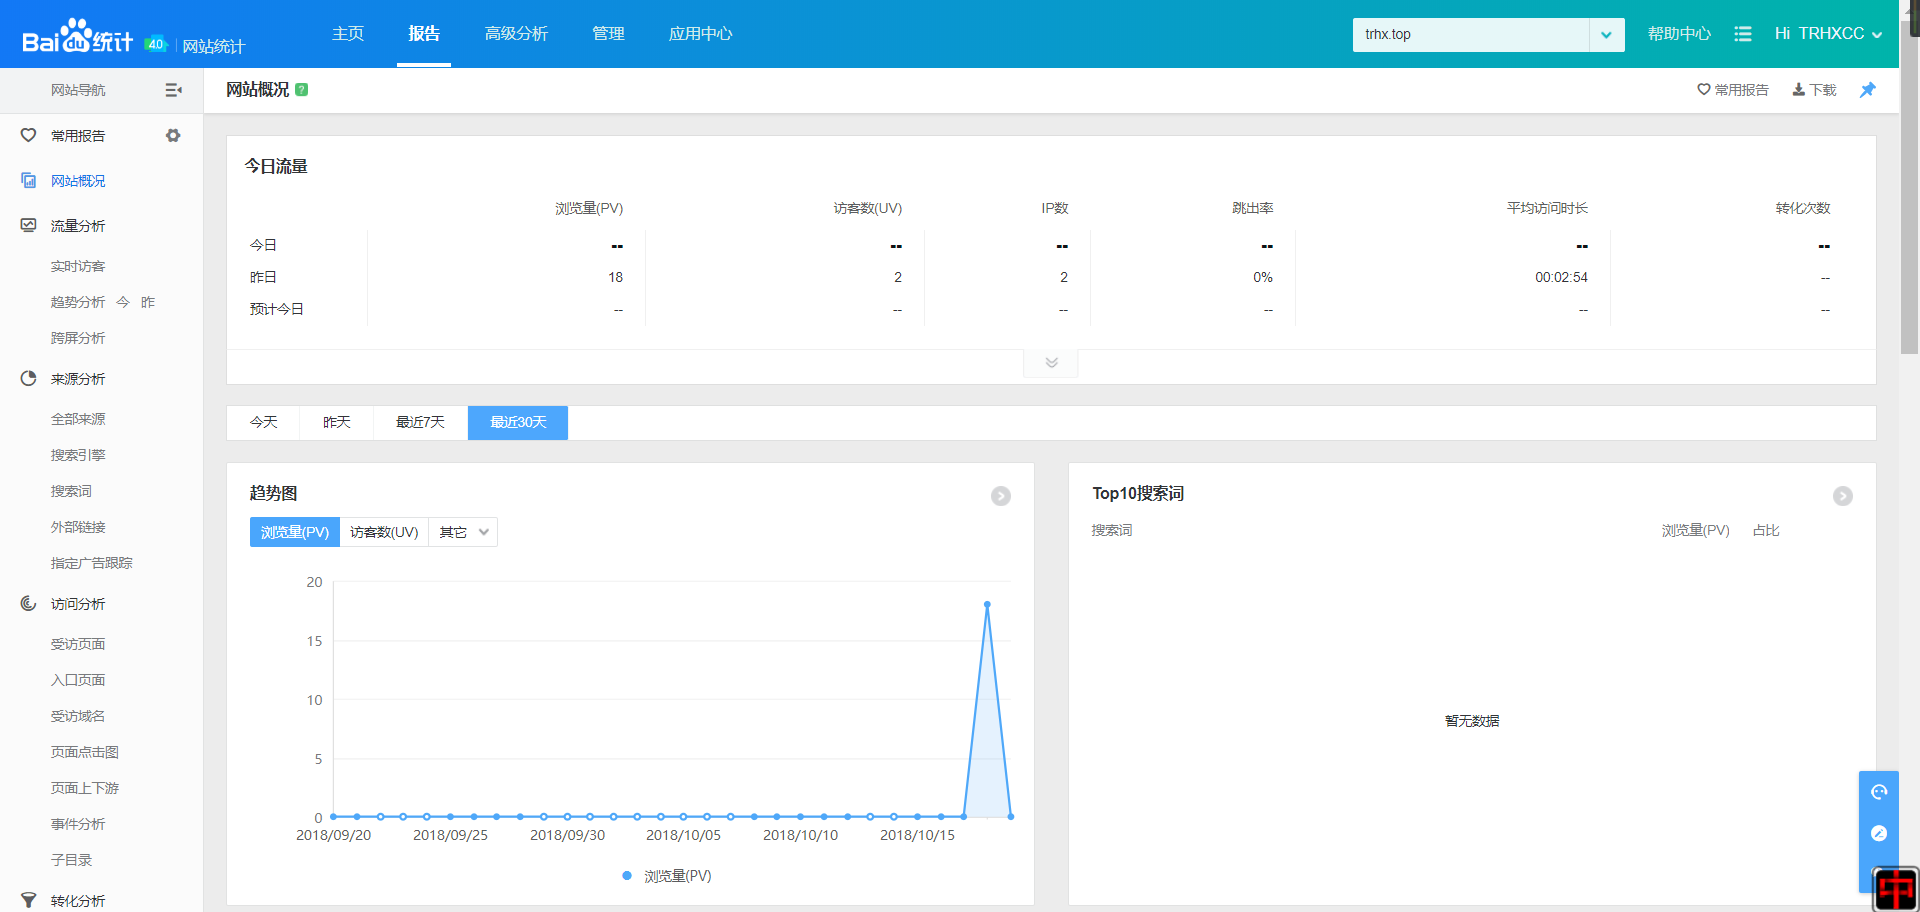 Baidu统计 4.0 网站统计
主页 报告 高级分析 管理 应用中心
trhx.top
帮助中心 Hi TRHXCC
网站导航
常用报告
网站概况
流量分析
实时访客
趋势分析 今 昨
跨屏分析
来源分析
全部来源
搜索引擎
搜索词
外部链接
指定广告跟踪
访问分析
受访页面
入口页面
受访域名
页面点击图
页面上下游
事件分析
子目录
转化分析
网站概况 ?
常用报告 下载
今日流量
浏览量(PV) 访客数(UV) IP数 跳出率 平均访问时长 转化次数
今日 -- -- -- -- -- --
昨日 18 2 2 0% 00:02:54 --
预计今日 -- -- -- -- -- --
今天 昨天 最近7天 最近30天
趋势图
浏览量(PV) 访客数(UV) 其它
20
15
10
5
0
2018/09/20 2018/09/25 2018/09/30 2018/10/05 2018/10/10 2018/10/15
浏览量(PV)
Top10搜索词
搜索词 浏览量(PV) 占比
暂无数据